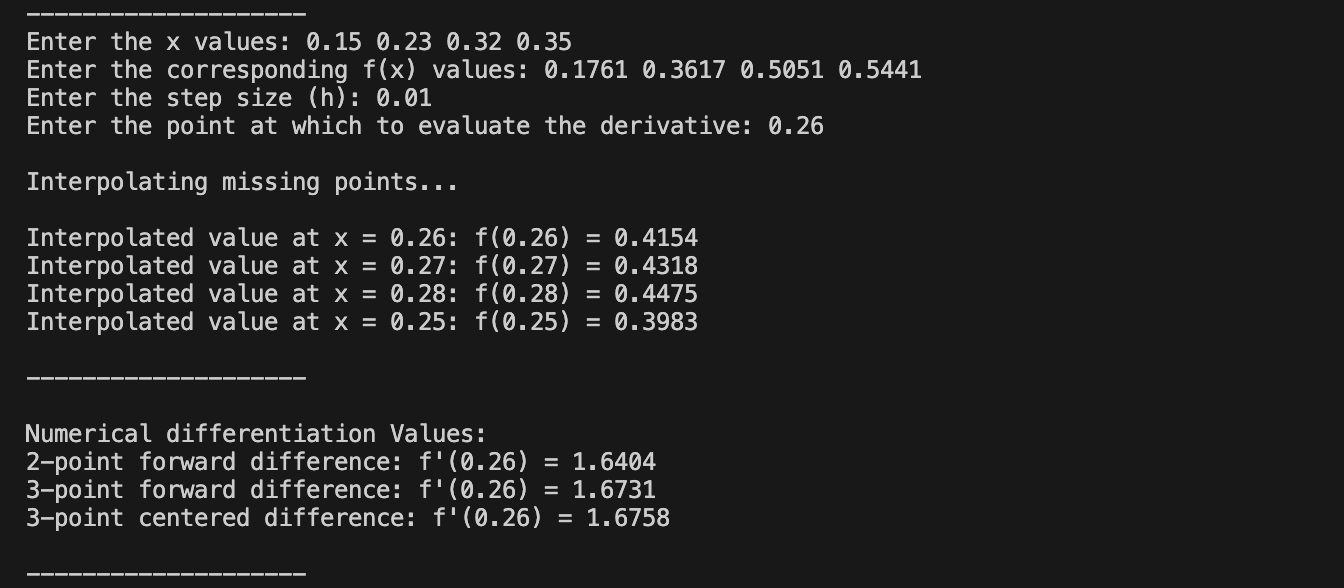 --------------------
Enter the x values: 0.15 0.23 0.32 0.35
Enter the corresponding f(x) values: 0.1761 0.3617 0.5051 0.5441
Enter the step size (h): 0.01
Enter the point at which to evaluate the derivative: 0.26
Interpolating missing points...
Interpolated value at x = 0.26: f(0.26) = 0.4154
Interpolated value at x = 0.27: f(0.27) = 0.4318
Interpolated value at x = 0.28: f(0.28) = 0.4475
Interpolated value at x = 0.25: f(0.25) = 0.3983
--------------------
Numerical differentiation Values:
2-point forward difference: f'(0.26) = 1.6404
3-point forward difference: f'(0.26) = 1.6731
3-point centered difference: f'(0.26) = 1.6758
--------------------